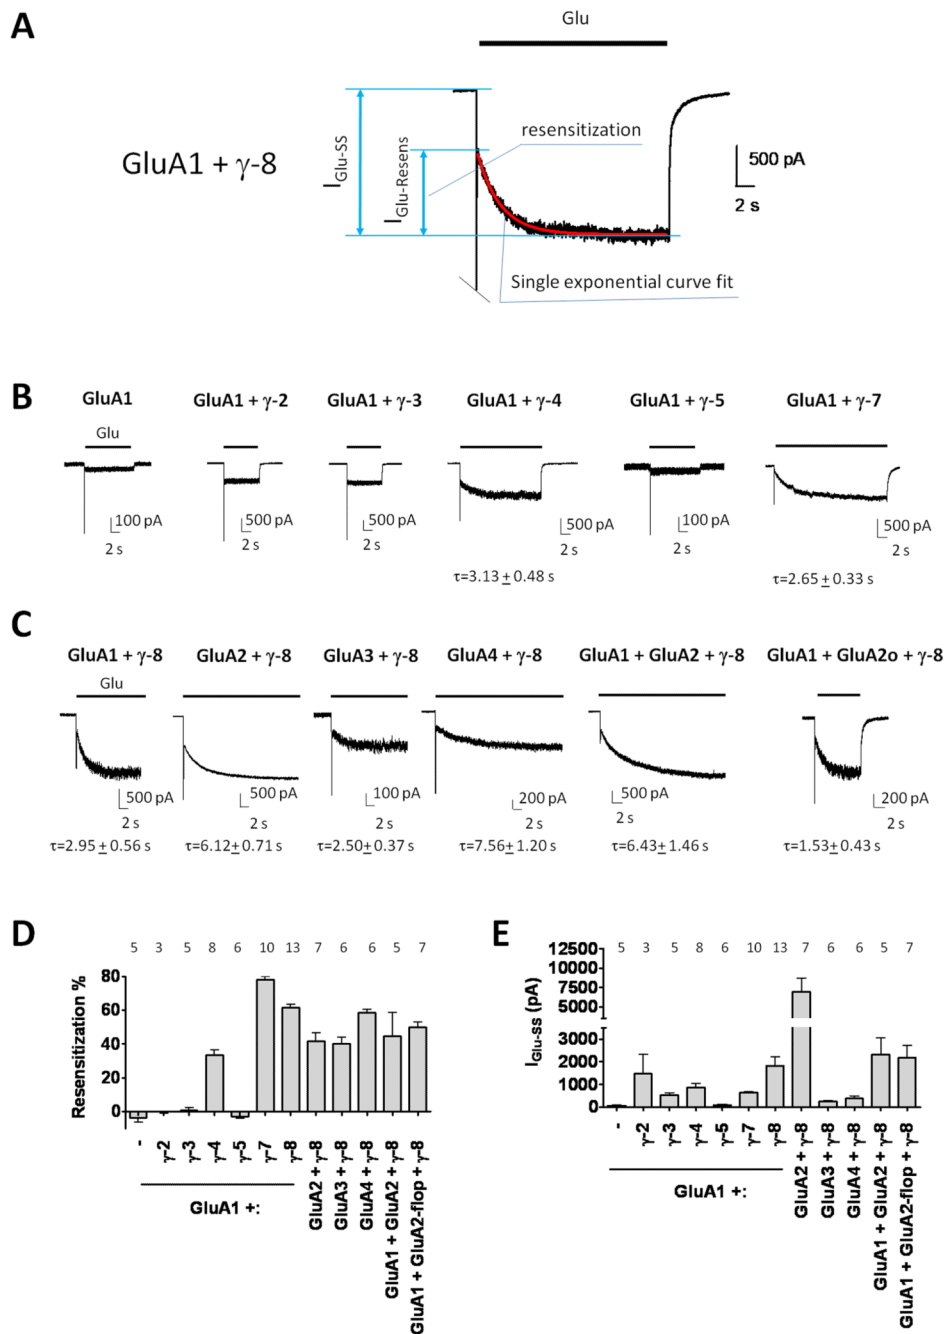 A
Glu
GluA1 + γ-8
I Glu-SS
I Glu-Resens
resensitization
500 pA
2 s
Single exponential curve fit
B
GluA1
GluA1 + γ-2
GluA1 + γ-3
GluA1 + γ-4
GluA1 + γ-5
GluA1 + γ-7
Glu
100 pA
2 s
500 pA
2 s
500 pA
2 s
500 pA
2 s
100 pA
2 s
500 pA
2 s
τ=3.13 ± 0.48 s
τ=2.65 ± 0.33 s
C
GluA1 + γ-8
GluA2 + γ-8
GluA3 + γ-8
GluA4 + γ-8
GluA1 + GluA2 + γ-8
GluA1 + GluA2o + γ-8
Glu
500 pA
2 s
500 pA
2 s
100 pA
2 s
200 pA
2 s
500 pA
2 s
200 pA
2 s
τ=2.95 ± 0.56 s
τ=6.12±0.71 s
τ=2.50 ± 0.37 s
τ=7.56± 1.20 s
τ=6.43± 1.46 s
τ=1.53± 0.43 s
D
5 3 5 8 6 10 13 7 6 6 5 7
Resensitization %
80
60
40
20
0
-
γ-2
γ-3
γ-4
γ-5
γ-7
γ-8
GluA2 + γ-8
GluA3 + γ-8
GluA4 + γ-8
GluA1 + GluA2 + γ-8
GluA1 + GluA2-flop + γ-8
GluA1 +:
E
5 3 5 8 6 10 13 7 6 6 5 7
I Glu-SS (pA)
12500
10000
7500
5000
3000
2000
1000
0
-
γ-2
γ-3
γ-4
γ-5
γ-7
γ-8
GluA2 + γ-8
GluA3 + γ-8
GluA4 + γ-8
GluA1 + GluA2 + γ-8
GluA1 + GluA2-flop + γ-8
GluA1 +: